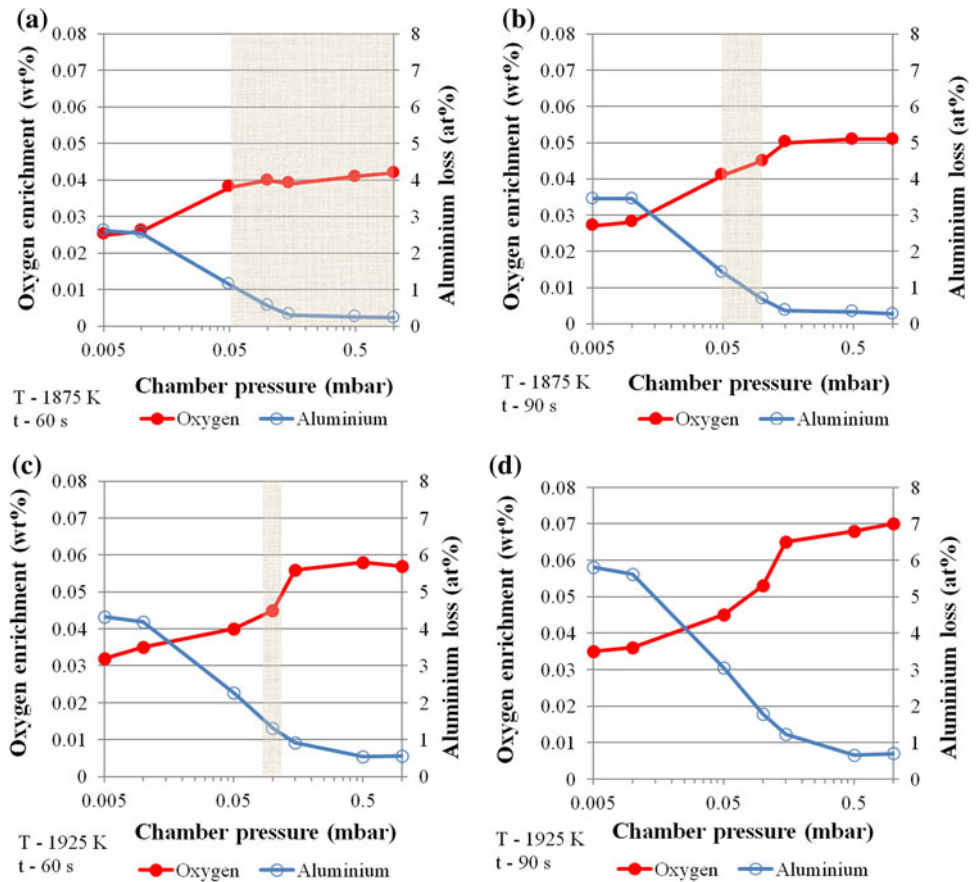 (a)
Oxygen enrichment (wt%)
0.08
0.07
0.06
0.05
0.04
0.03
0.02
0.01
0
8
7
6
5
4
3
2
1
0
Aluminium loss (at%)
0.005 0.05 0.5
Chamber pressure (mbar)
T - 1875 K
t - 60 s
Oxygen Aluminium
(b)
Oxygen enrichment (wt%)
0.08
0.07
0.06
0.05
0.04
0.03
0.02
0.01
0
8
7
6
5
4
3
2
1
0
Aluminium loss (at%)
0.005 0.05 0.5
Chamber pressure (mbar)
T - 1875 K
t - 90 s
Oxygen Aluminium
(c)
Oxygen enrichment (wt%)
0.08
0.07
0.06
0.05
0.04
0.03
0.02
0.01
0
8
7
6
5
4
3
2
1
0
Aluminium loss (at%)
0.005 0.05 0.5
Chamber pressure (mbar)
T - 1925 K
t - 60 s
Oxygen Aluminium
(d)
Oxygen enrichment (wt%)
0.08
0.07
0.06
0.05
0.04
0.03
0.02
0.01
0
8
7
6
5
4
3
2
1
0
Aluminium loss (at%)
0.005 0.05 0.5
Chamber pressure (mbar)
T - 1925 K
t - 90 s
Oxygen Aluminium